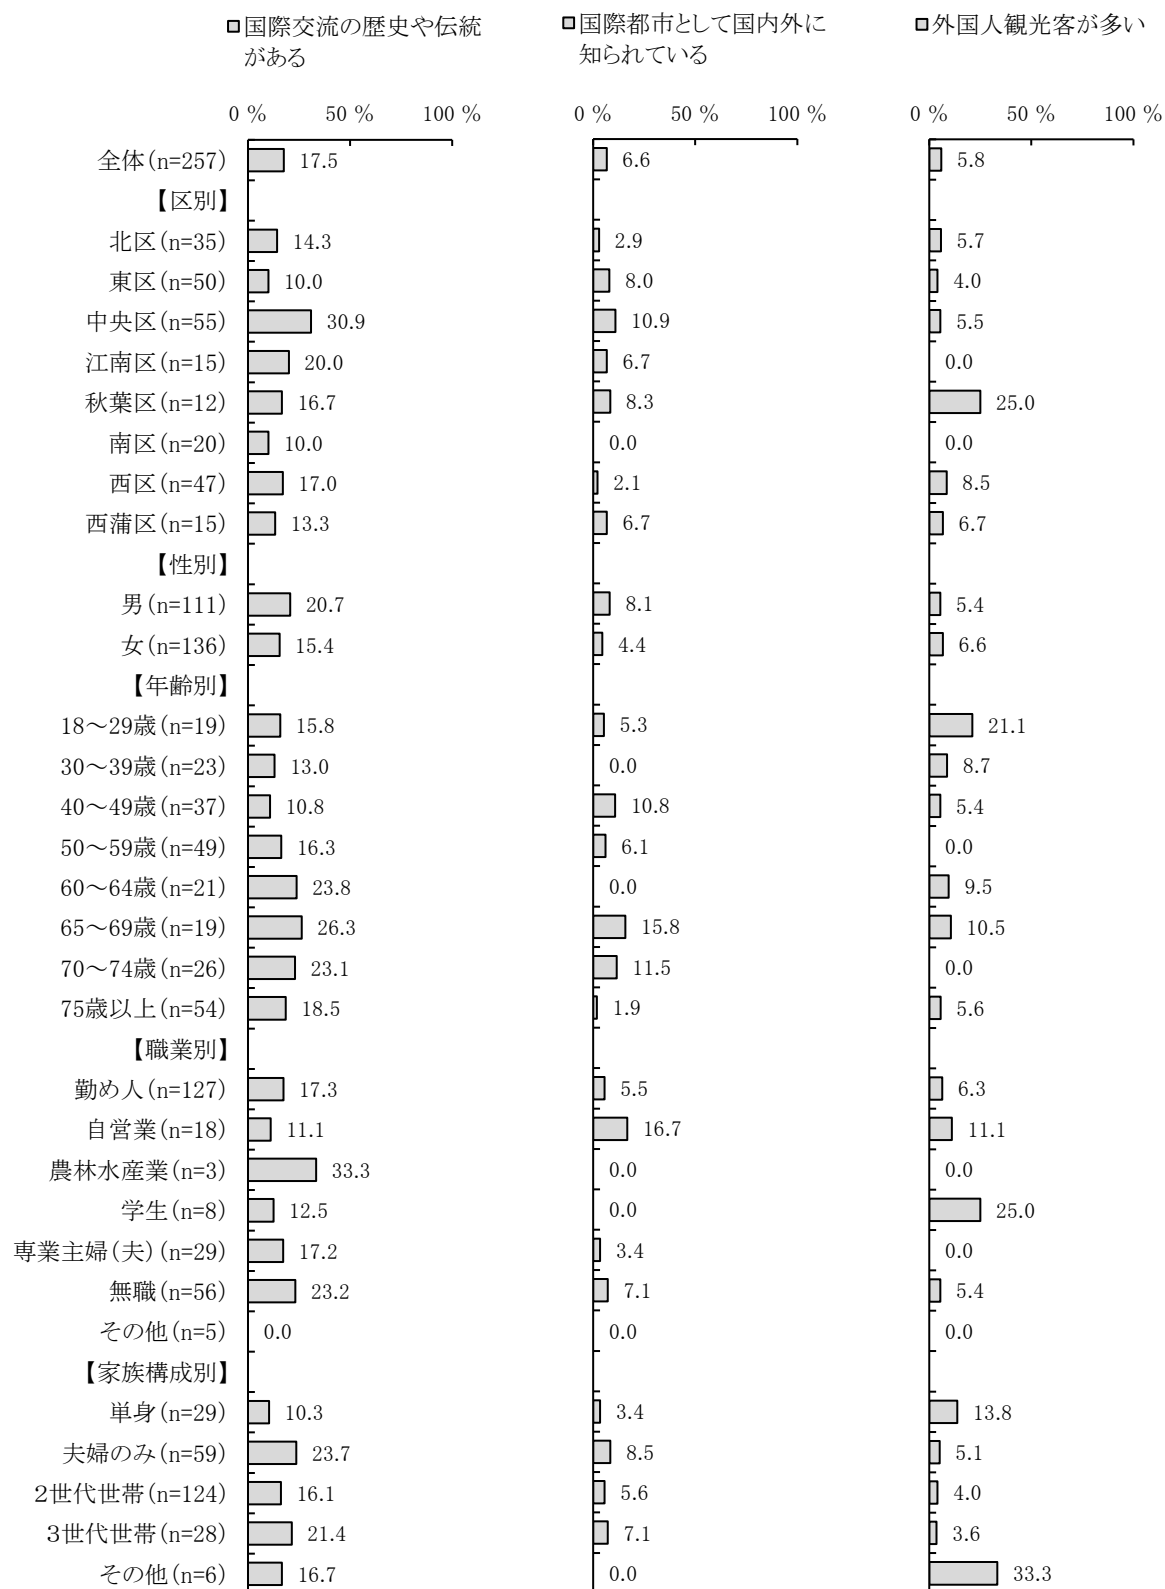 国際交流の歴史や伝統
がある
国際都市として国内外に
知られている
外国人観光客が多い
0 % 50 % 100 % 0 % 50 % 100 % 0 % 50 % 100 %
全体(n=257) 17.5 6.6 5.8
【区別】
北区(n=35) 14.3 2.9 5.7
東区(n=50) 10.0 8.0 4.0
中央区(n=55) 30.9 10.9 5.5
江南区(n=15) 20.0 6.7 0.0
秋葉区(n=12) 16.7 8.3 25.0
南区(n=20) 10.0 0.0 0.0
西区(n=47) 17.0 2.1 8.5
西蒲区(n=15) 13.3 6.7 6.7
【性別】
男(n=111) 20.7 8.1 5.4
女(n=136) 15.4 4.4 6.6
【年齢別】
18～29歳(n=19) 15.8 5.3 21.1
30～39歳(n=23) 13.0 0.0 8.7
40～49歳(n=37) 10.8 10.8 5.4
50～59歳(n=49) 16.3 6.1 0.0
60～64歳(n=21) 23.8 0.0 9.5
65～69歳(n=19) 26.3 15.8 10.5
70～74歳(n=26) 23.1 11.5 0.0
75歳以上(n=54) 18.5 1.9 5.6
【職業別】
勤め人(n=127) 17.3 5.5 6.3
自営業(n=18) 11.1 16.7 11.1
農林水産業(n=3) 33.3 0.0 0.0
学生(n=8) 12.5 0.0 25.0
専業主婦(夫)(n=29) 17.2 3.4 0.0
無職(n=56) 23.2 7.1 5.4
その他(n=5) 0.0 0.0 0.0
【家族構成別】
単身(n=29) 10.3 3.4 13.8
夫婦のみ(n=59) 23.7 8.5 5.1
2世代世帯(n=124) 16.1 5.6 4.0
3世代世帯(n=28) 21.4 7.1 3.6
その他(n=6) 16.7 0.0 33.3